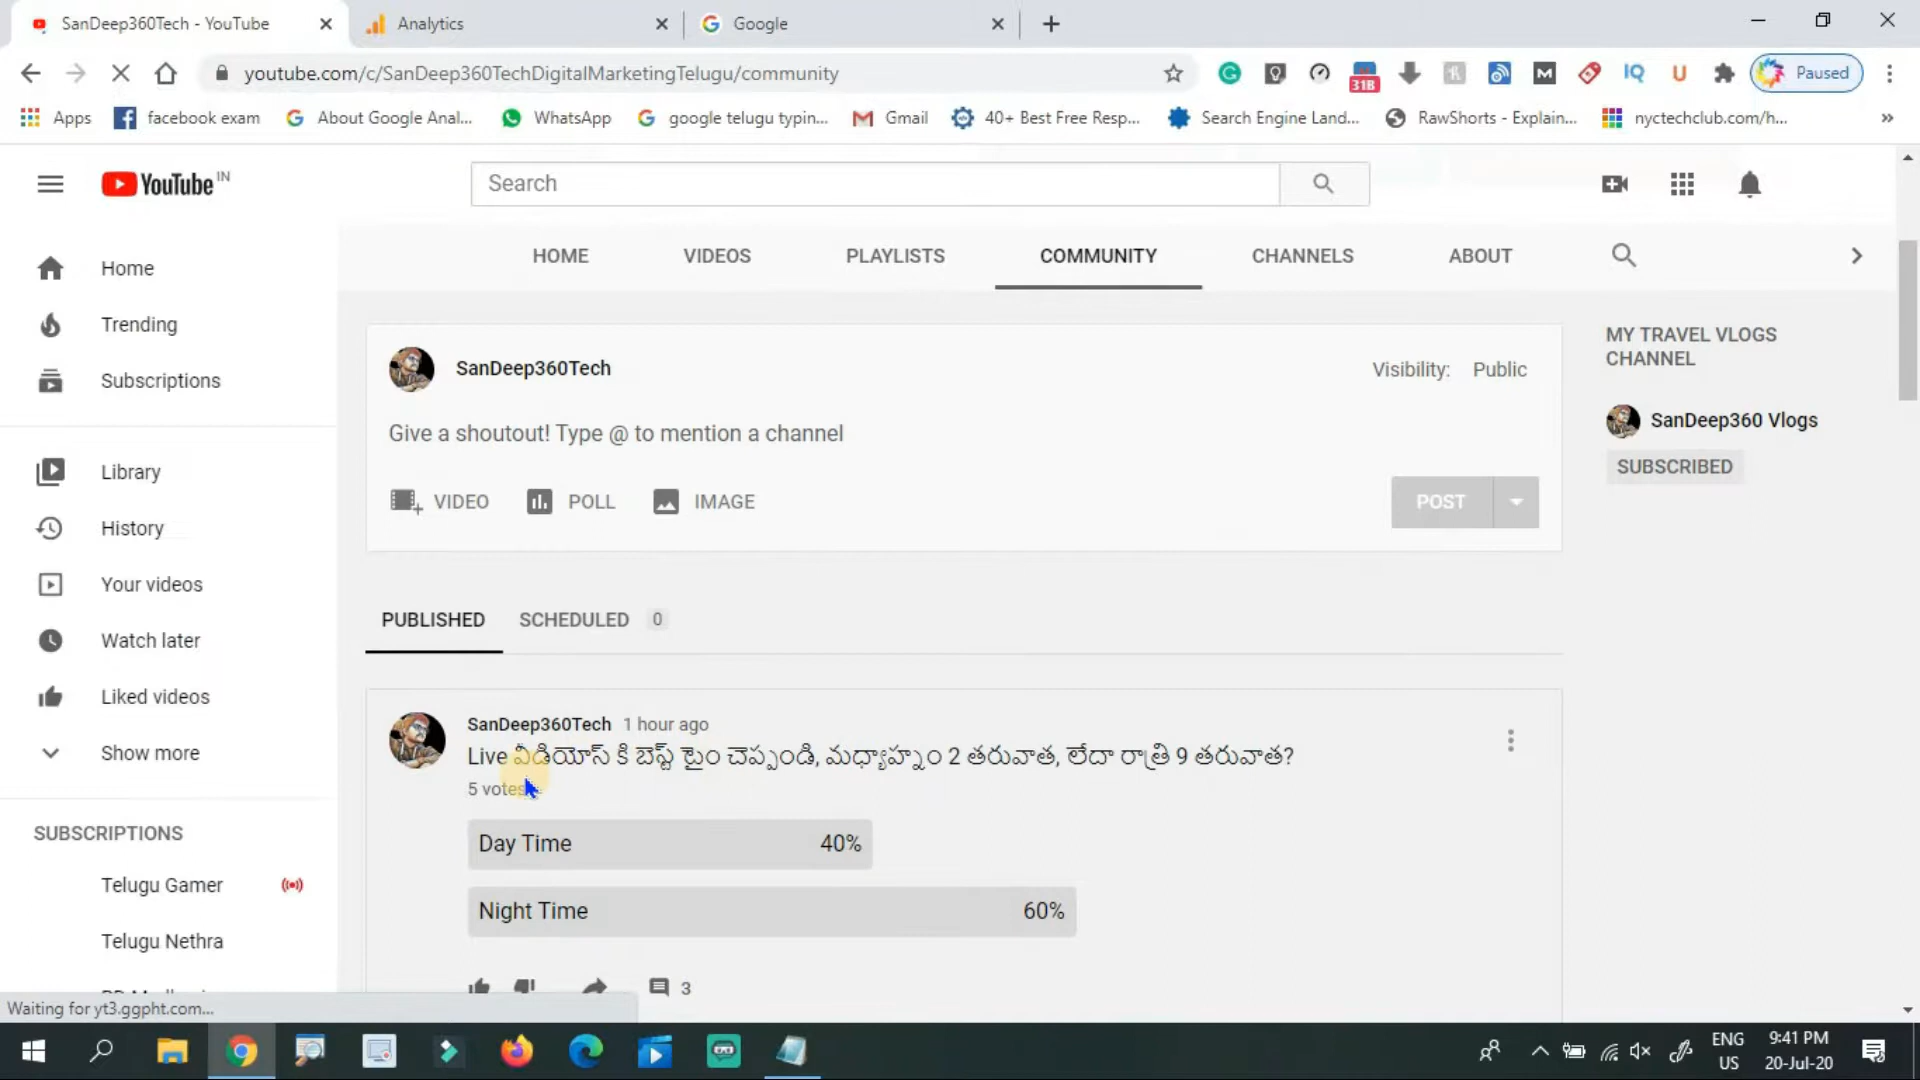 SanDeep360Tech - YouTube
Analytics
Google
youtube.com/c/SanDeep360TechDigitalMarketingTelugu/community
31B
IQ
U
Paused
Apps
facebook exam
About Google Anal...
WhatsApp
google telugu typin...
Gmail
40+ Best Free Resp...
Search Engine Land...
RawShorts - Explain...
nyctechclub.com/h...
YouTube IN
Search
HOME
VIDEOS
PLAYLISTS
COMMUNITY
CHANNELS
ABOUT
Home
Trending
Subscriptions
Library
History
Your videos
Watch later
Liked videos
Show more
SUBSCRIPTIONS
Telugu Gamer
Telugu Nethra
SanDeep360Tech
Visibility: Public
Give a shoutout! Type @ to mention a channel
VIDEO
POLL
IMAGE
POST
PUBLISHED
SCHEDULED 0
SanDeep360Tech 1 hour ago
Live వీడియోస్ కి బెస్ట్ టైం చెప్పండి, మధ్యాహ్నం 2 తరువాత, లేదా రాత్రి 9 తరువాత?
5 votes
Day Time 40%
Night Time 60%
3
MY TRAVEL VLOGS
CHANNEL
SanDeep360 Vlogs
SUBSCRIBED
Waiting for yt3.ggpht.com...
ENG
US
9:41 PM
20-Jul-20